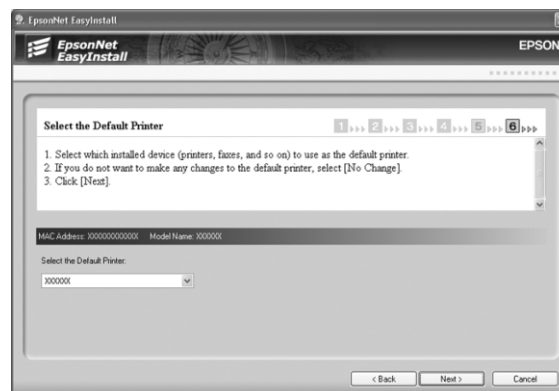 EpsonNet EasyInstall
EpsonNet
EasyInstall
EPSON
Select the Default Printer
1 2 3 4 5 6
1. Select which installed device (printers, faxes, and so on) to use as the default printer.
2. If you do not want to make any changes to the default printer, select [No Change].
3. Click [Next].
MAC Address: XXXXXXXXXXXX Model Name: XXXXXX
Select the Default Printer:
XXXXXX
< Back Next > Cancel